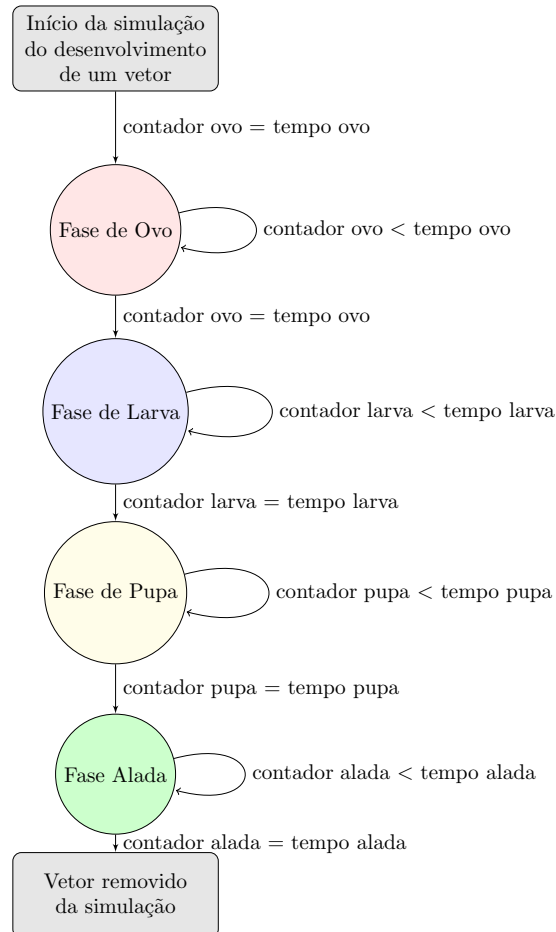 Início da simulação
do desenvolvimento
de um vetor
contador ovo = tempo ovo
Fase de Ovo
contador ovo < tempo ovo
contador ovo = tempo ovo
Fase de Larva
contador larva < tempo larva
contador larva = tempo larva
Fase de Pupa
contador pupa < tempo pupa
contador pupa = tempo pupa
Fase Alada
contador alada < tempo alada
contador alada = tempo alada
Vetor removido
da simulação